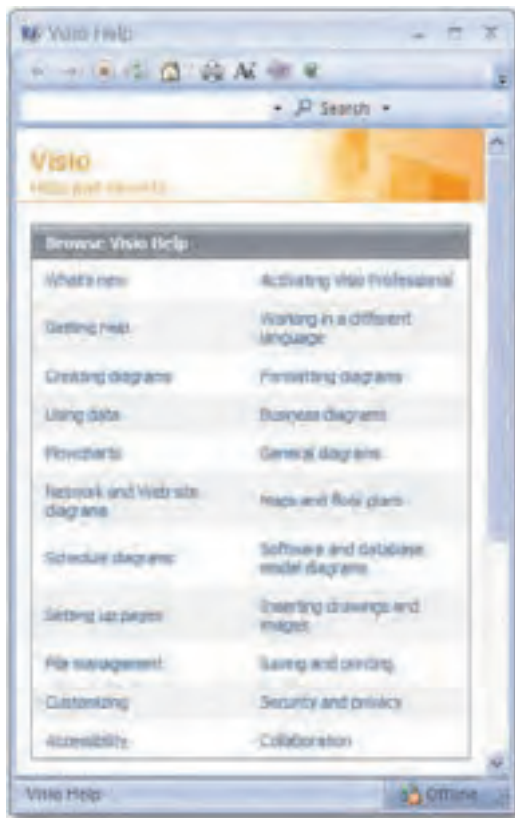 Visio Help
Search
Visio
Help and
Browse Visio Help
What's new
Activating Visio Professional
Getting help
Working in a different
language
Creating diagrams
Formatting diagrams
Using data
Business diagrams
Flowcharts
General diagrams
Network and Web site
diagrams
Maps and floor plans
Schedule diagrams
Software and database
model diagrams
Setting up pages
Inserting drawings and
images
File management
Saving and printing
Customizing
Security and privacy
Accessibility
Collaboration
Visio Help
Offline